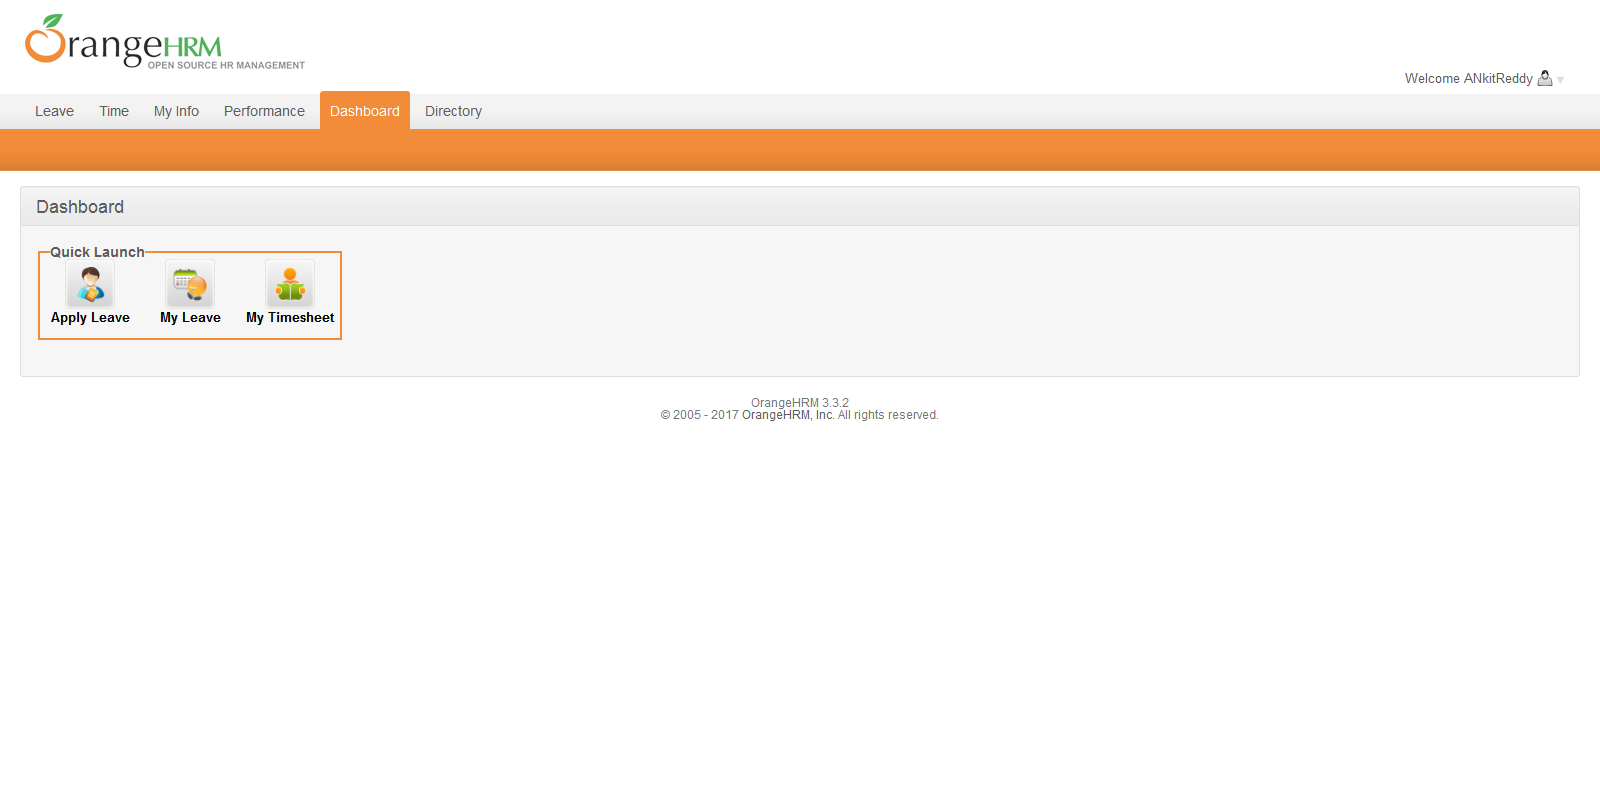 OrangeHRM
OPEN SOURCE HR MANAGEMENT
Welcome ANkitReddy
Leave Time My Info Performance Dashboard Directory
Dashboard
Quick Launch
Apply Leave My Leave My Timesheet
OrangeHRM 3.3.2
© 2005 - 2017 OrangeHRM, Inc. All rights reserved.